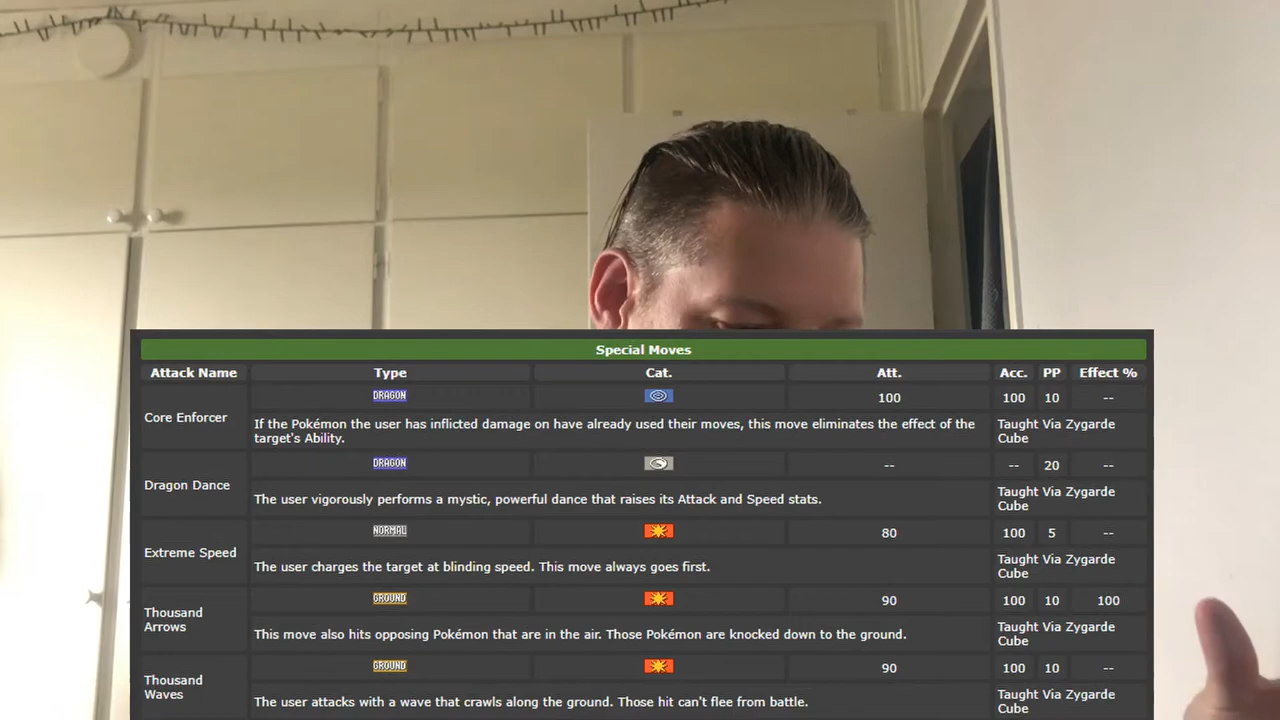 Special Moves
Attack Name Type Cat. Att. Acc. PP Effect %
Core Enforcer
DRAGON 100 100 10 --
If the Pokémon the user has inflicted damage on have already used their moves, this move eliminates the effect of the
target's Ability.
Taught Via Zygarde
Cube
Dragon Dance
DRAGON -- -- 20 --
The user vigorously performs a mystic, powerful dance that raises its Attack and Speed stats.
Taught Via Zygarde
Cube
Extreme Speed
NORMAL 80 100 5 --
The user charges the target at blinding speed. This move always goes first.
Taught Via Zygarde
Cube
Thousand
Arrows
GROUND 90 100 10 100
This move also hits opposing Pokémon that are in the air. Those Pokémon are knocked down to the ground.
Taught Via Zygarde
Cube
Thousand
Waves
GROUND 90 100 10 --
The user attacks with a wave that crawls along the ground. Those hit can't flee from battle.
Taught Via Zygarde
Cube